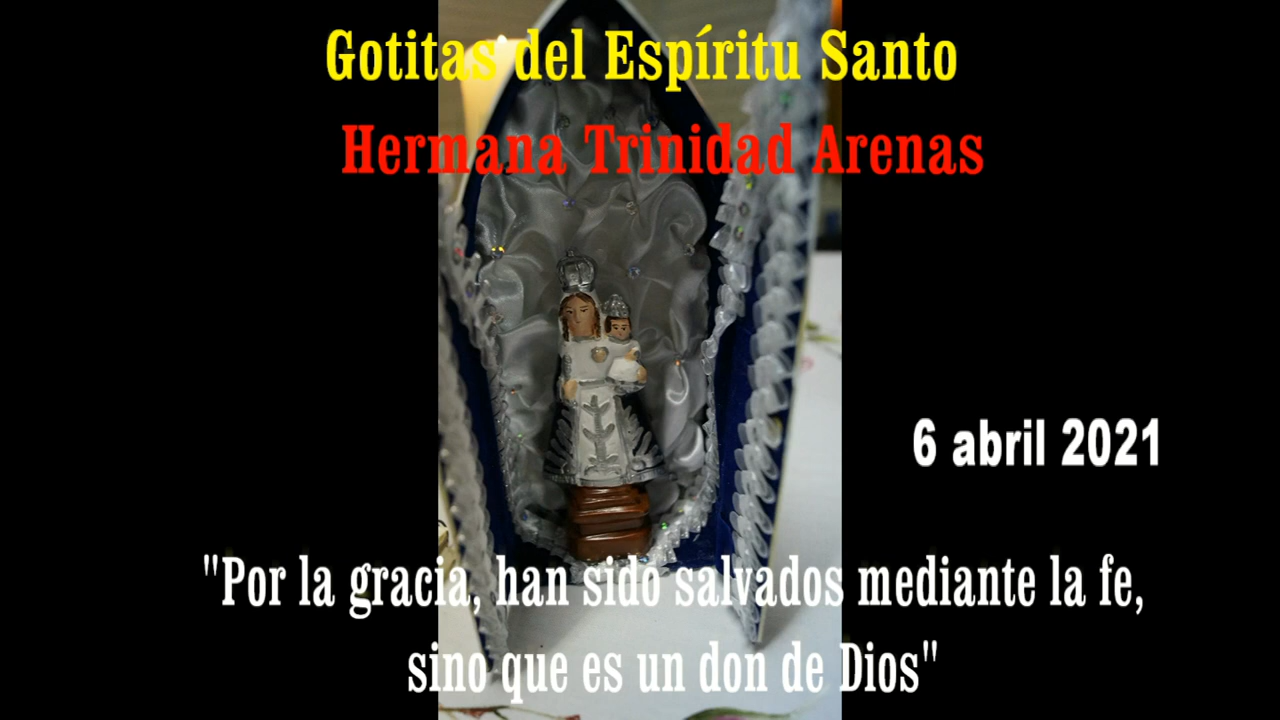 Gotitas del Espíritu Santo
Hermana Trinidad Arenas
6 abril 2021
"Por la gracia, han sido salvados mediante la fe,
sino que es un don de Dios"